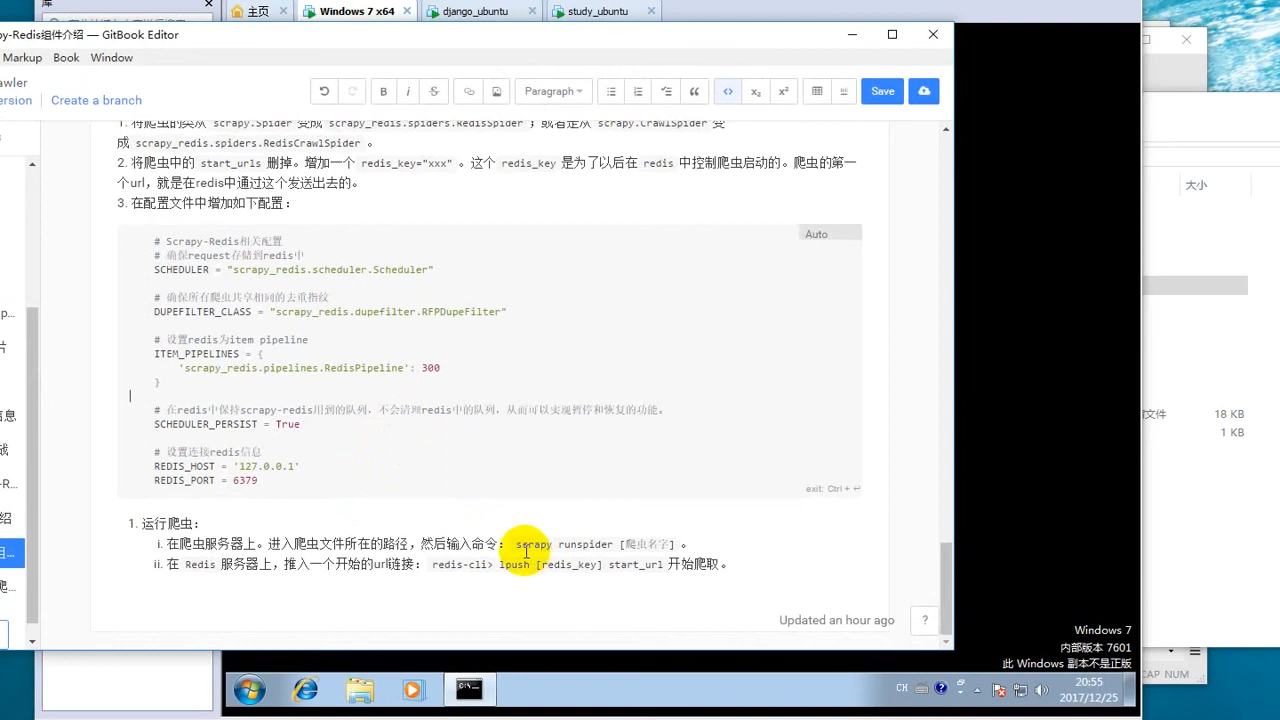 库
主页
Windows 7 x64
django_ubuntu
study_ubuntu
py-Redis组件介绍 — GitBook Editor
Markup Book Window
Create a branch
Paragraph
Save
1. 将爬虫的类从 scrapy.Spider 变成 scrapy_redis.spiders.RedisSpider ；或者是从 scrapy.CrawlSpider 变
成 scrapy_redis.spiders.RedisCrawlSpider 。
2. 将爬虫中的 start_urls 删掉。增加一个 redis_key="xxx" 。这个 redis_key 是为了以后在 redis 中控制爬虫启动的。爬虫的第一
个url，就是在redis中通过这个发送出去的。
3. 在配置文件中增加如下配置：
Auto
# Scrapy-Redis相关配置
# 确保request存储到redis中
SCHEDULER = "scrapy_redis.scheduler.Scheduler"
# 确保所有爬虫共享相同的去重指纹
DUPEFILTER_CLASS = "scrapy_redis.dupefilter.RFPDupeFilter"
# 设置redis为item pipeline
ITEM_PIPELINES = {
'scrapy_redis.pipelines.RedisPipeline': 300
}
# 在redis中保持scrapy-redis用到的队列，不会清理redis中的队列，从而可以实现暂停和恢复的功能。
SCHEDULER_PERSIST = True
# 设置连接redis信息
REDIS_HOST = '127.0.0.1'
REDIS_PORT = 6379
exit: Ctrl + ↵
1. 运行爬虫：
i. 在爬虫服务器上。进入爬虫文件所在的路径，然后输入命令： scrapy runspider [爬虫名字] 。
ii. 在 Redis 服务器上，推入一个开始的url链接： redis-cli> lpush [redis_key] start_url 开始爬取。
Updated an hour ago
?
大小
文件
18 KB
1 KB
Windows 7
内部版本 7601
此 Windows 副本不是正版
CAP NUM
CH
20:55
2017/12/25